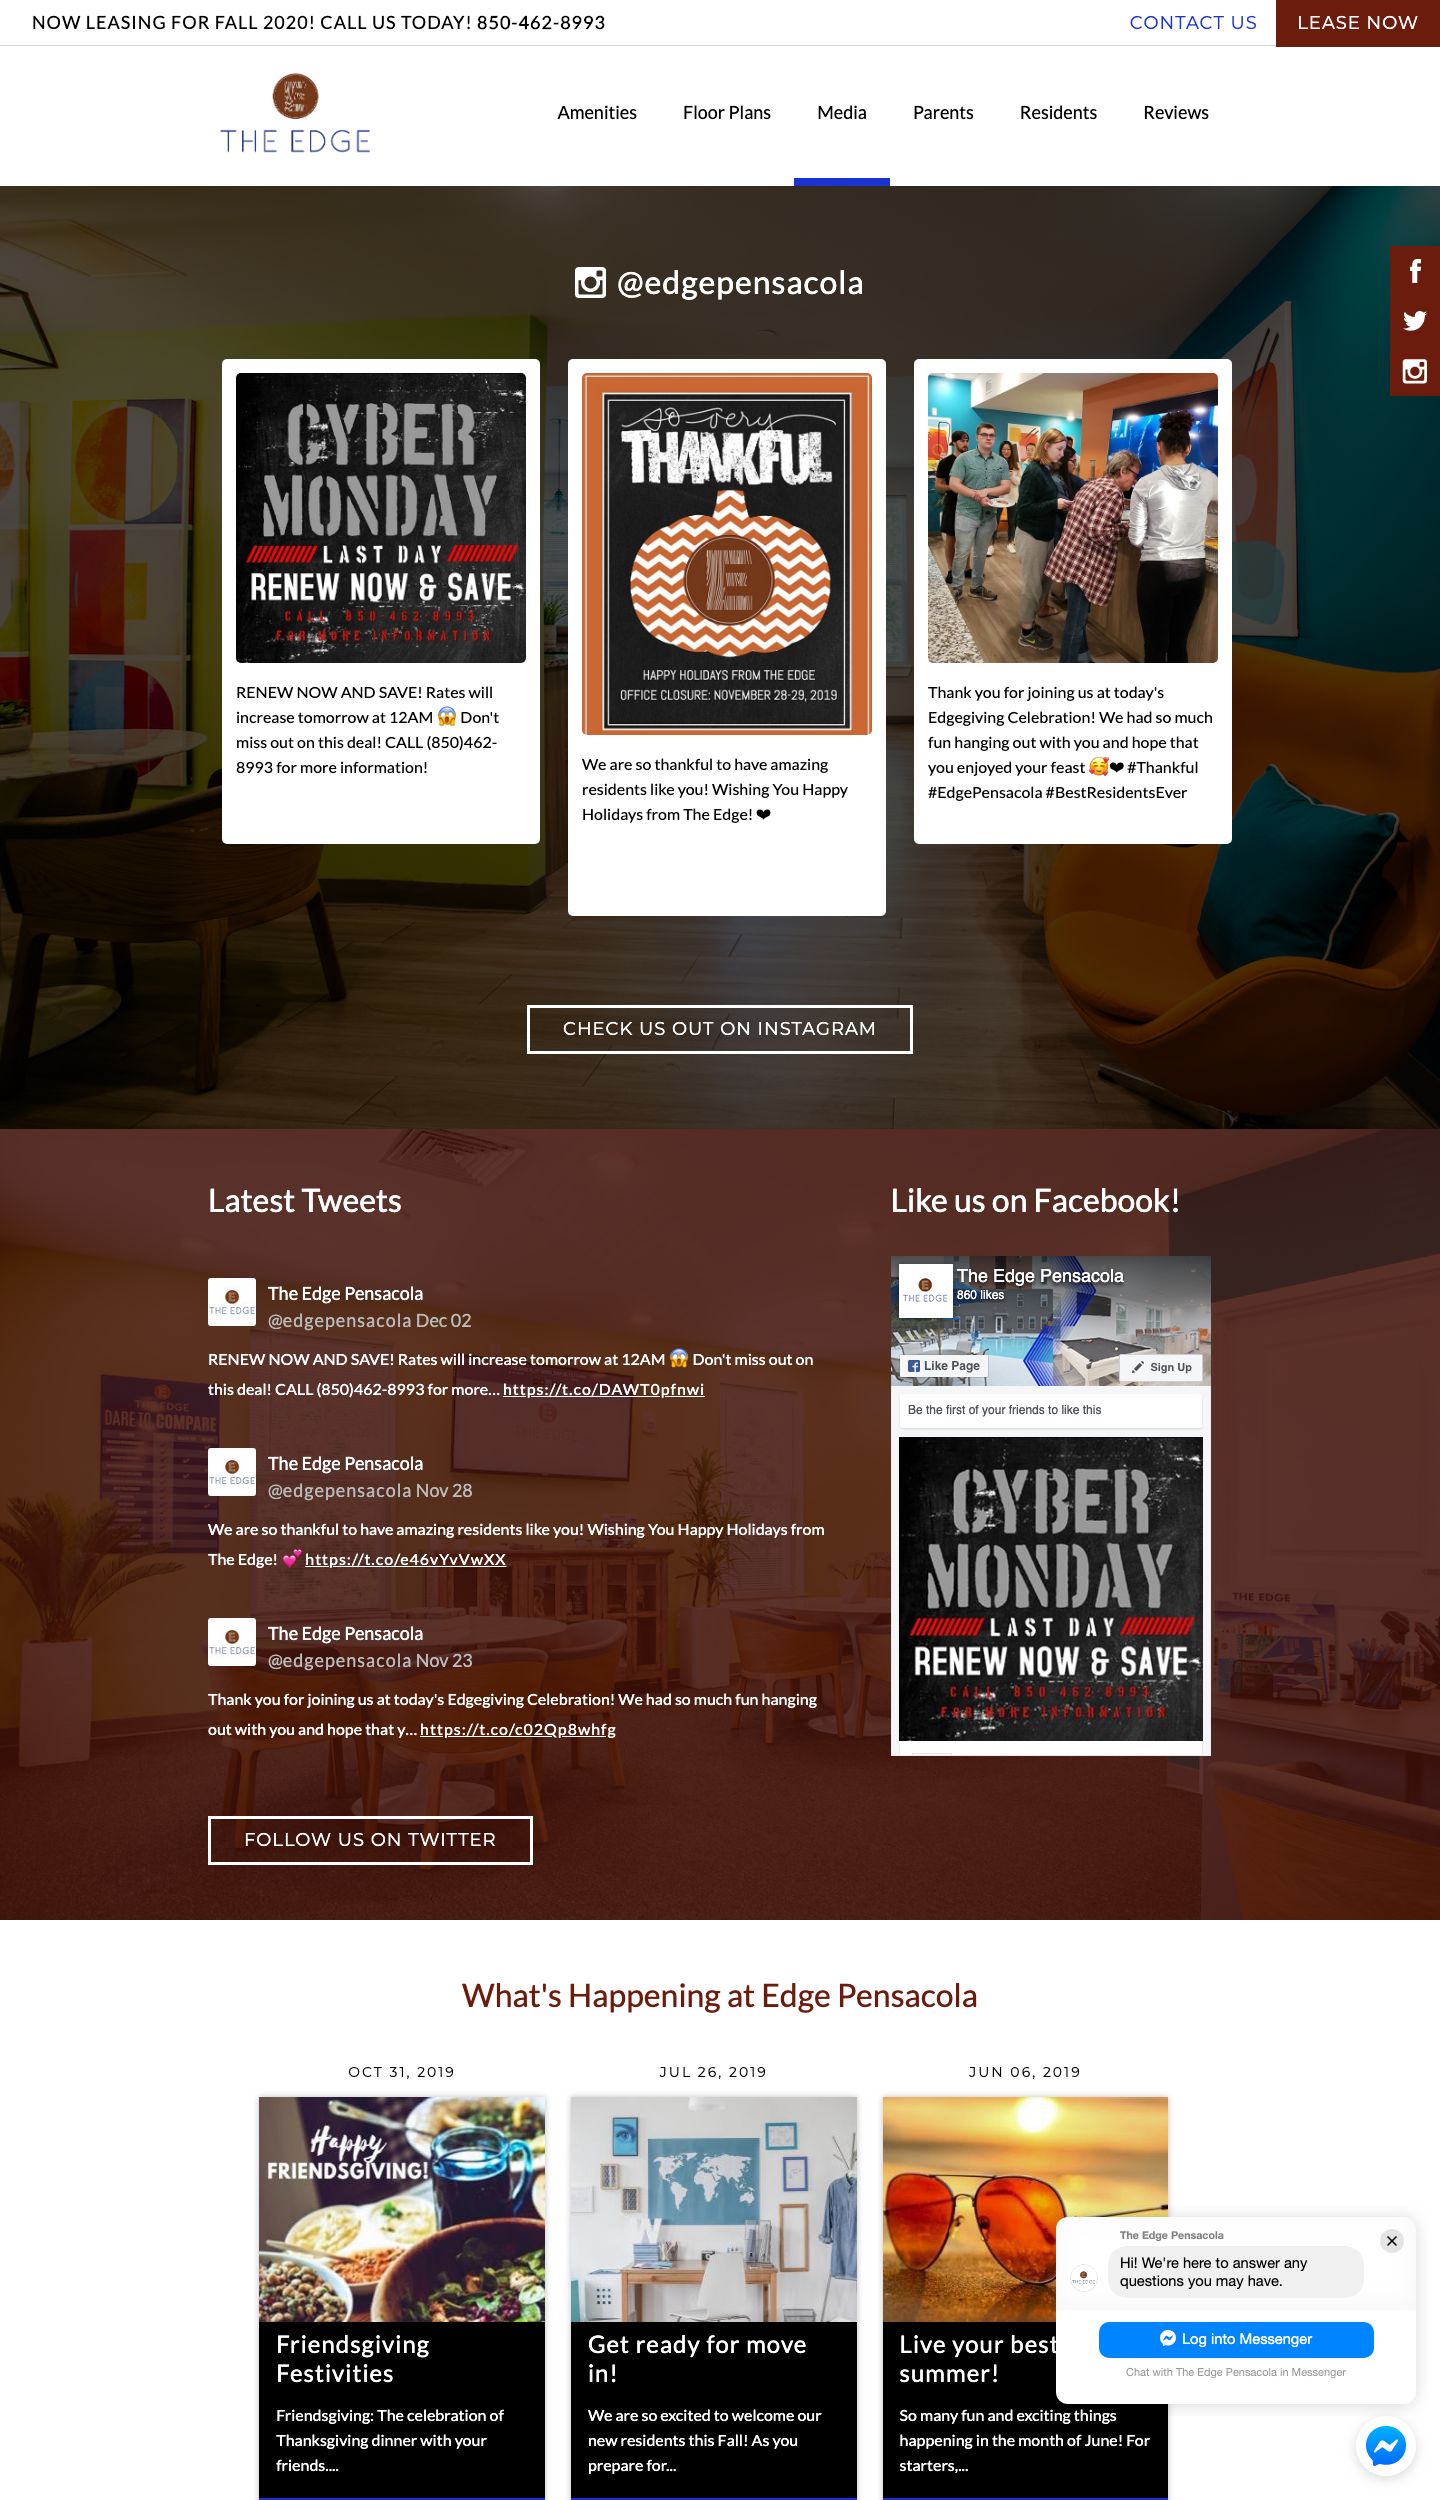 NOW LEASING FOR FALL 2020! CALL US TODAY! 850-462-8993
CONTACT US
LEASE NOW
THE EDGE
Amenities
Floor Plans
Media
Parents
Residents
Reviews
@edgepensacola
CYBER
MONDAY
LAST DAY
RENEW NOW & SAVE
CALL 850-462-8993
FOR MORE INFORMATION
RENEW NOW AND SAVE! Rates will
increase tomorrow at 12AM 😱 Don't
miss out on this deal! CALL (850)462-
8993 for more information!
so very
THANKFUL
E
HAPPY HOLIDAYS FROM THE EDGE
OFFICE CLOSURE: NOVEMBER 28-29, 2019
We are so thankful to have amazing
residents like you! Wishing You Happy
Holidays from The Edge! ❤
Thank you for joining us at today's
Edgegiving Celebration! We had so much
fun hanging out with you and hope that
you enjoyed your feast 🥰❤ #Thankful
#EdgePensacola #BestResidentsEver
CHECK US OUT ON INSTAGRAM
Latest Tweets
THE EDGE
The Edge Pensacola
@edgepensacola Dec 02
RENEW NOW AND SAVE! Rates will increase tomorrow at 12AM 😱 Don't miss out on
this deal! CALL (850)462-8993 for more... https://t.co/DAWT0pfnwi
THE EDGE
DARE TO COMPARE
THE EDGE
The Edge Pensacola
@edgepensacola Nov 28
We are so thankful to have amazing residents like you! Wishing You Happy Holidays from
The Edge! 💕 https://t.co/e46vYvVwXX
THE EDGE
The Edge Pensacola
@edgepensacola Nov 23
Thank you for joining us at today's Edgegiving Celebration! We had so much fun hanging
out with you and hope that y... https://t.co/c02Qp8whfg
FOLLOW US ON TWITTER
Like us on Facebook!
THE EDGE
The Edge Pensacola
860 likes
Like Page
Sign Up
Be the first of your friends to like this
CYBER
MONDAY
LAST DAY
RENEW NOW & SAVE
CALL 850-462-8993
FOR MORE INFORMATION
THE EDGE
What's Happening at Edge Pensacola
OCT 31, 2019
Happy
FRIENDSGIVING!
Friendsgiving
Festivities
Friendsgiving: The celebration of
Thanksgiving dinner with your
friends....
JUL 26, 2019
W
Get ready for move
in!
We are so excited to welcome our
new residents this Fall! As you
prepare for...
JUN 06, 2019
Live your best
summer!
So many fun and exciting things
happening in the month of June! For
starters,...
The Edge Pensacola
Hi! We're here to answer any
questions you may have.
Log into Messenger
Chat with The Edge Pensacola in Messenger